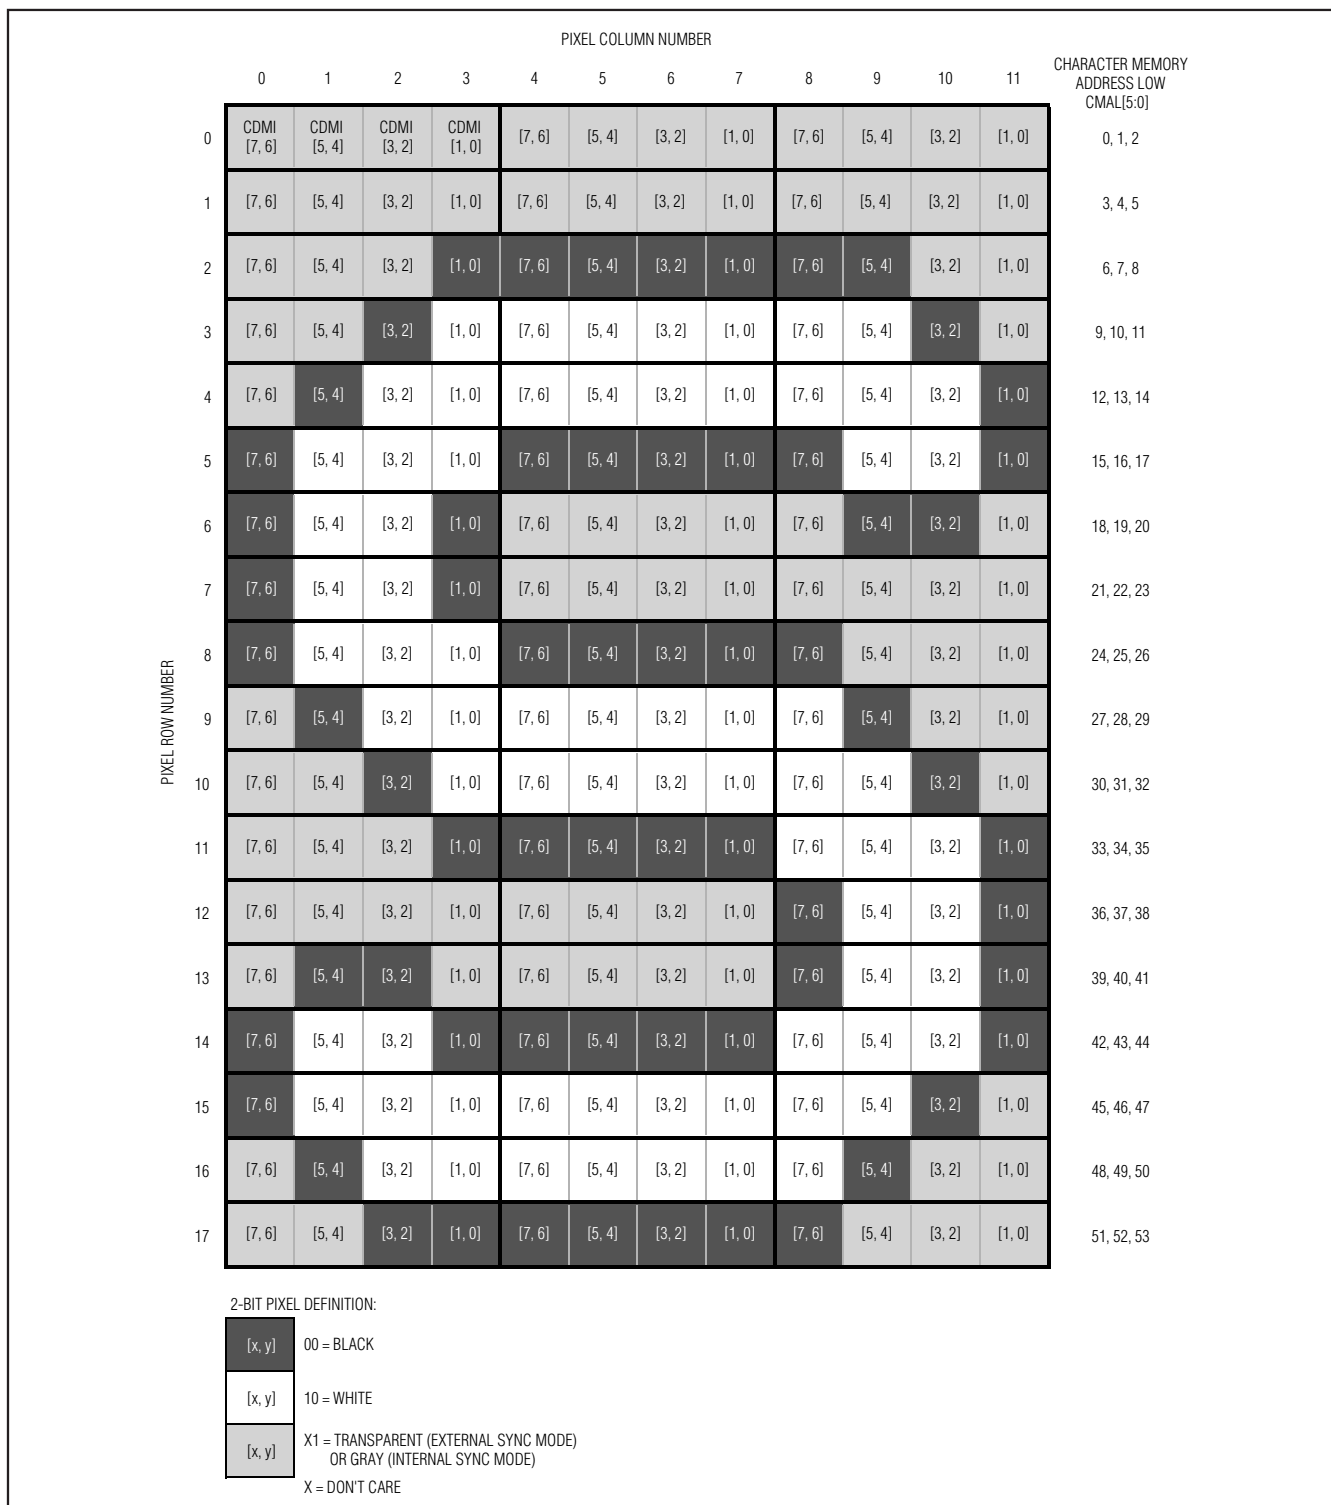 PIXEL COLUMN NUMBER
0 1 2 3 4 5 6 7 8 9 10 11
CHARACTER MEMORY
ADDRESS LOW
CMAL[5:0]
PIXEL ROW NUMBER
0 CDMI [7, 6] CDMI [5, 4] CDMI [3, 2] CDMI [1, 0] [7, 6] [5, 4] [3, 2] [1, 0] [7, 6] [5, 4] [3, 2] [1, 0] 0, 1, 2
1 [7, 6] [5, 4] [3, 2] [1, 0] [7, 6] [5, 4] [3, 2] [1, 0] [7, 6] [5, 4] [3, 2] [1, 0] 3, 4, 5
2 [7, 6] [5, 4] [3, 2] [1, 0] [7, 6] [5, 4] [3, 2] [1, 0] [7, 6] [5, 4] [3, 2] [1, 0] 6, 7, 8
3 [7, 6] [5, 4] [3, 2] [1, 0] [7, 6] [5, 4] [3, 2] [1, 0] [7, 6] [5, 4] [3, 2] [1, 0] 9, 10, 11
4 [7, 6] [5, 4] [3, 2] [1, 0] [7, 6] [5, 4] [3, 2] [1, 0] [7, 6] [5, 4] [3, 2] [1, 0] 12, 13, 14
5 [7, 6] [5, 4] [3, 2] [1, 0] [7, 6] [5, 4] [3, 2] [1, 0] [7, 6] [5, 4] [3, 2] [1, 0] 15, 16, 17
6 [7, 6] [5, 4] [3, 2] [1, 0] [7, 6] [5, 4] [3, 2] [1, 0] [7, 6] [5, 4] [3, 2] [1, 0] 18, 19, 20
7 [7, 6] [5, 4] [3, 2] [1, 0] [7, 6] [5, 4] [3, 2] [1, 0] [7, 6] [5, 4] [3, 2] [1, 0] 21, 22, 23
8 [7, 6] [5, 4] [3, 2] [1, 0] [7, 6] [5, 4] [3, 2] [1, 0] [7, 6] [5, 4] [3, 2] [1, 0] 24, 25, 26
9 [7, 6] [5, 4] [3, 2] [1, 0] [7, 6] [5, 4] [3, 2] [1, 0] [7, 6] [5, 4] [3, 2] [1, 0] 27, 28, 29
10 [7, 6] [5, 4] [3, 2] [1, 0] [7, 6] [5, 4] [3, 2] [1, 0] [7, 6] [5, 4] [3, 2] [1, 0] 30, 31, 32
11 [7, 6] [5, 4] [3, 2] [1, 0] [7, 6] [5, 4] [3, 2] [1, 0] [7, 6] [5, 4] [3, 2] [1, 0] 33, 34, 35
12 [7, 6] [5, 4] [3, 2] [1, 0] [7, 6] [5, 4] [3, 2] [1, 0] [7, 6] [5, 4] [3, 2] [1, 0] 36, 37, 38
13 [7, 6] [5, 4] [3, 2] [1, 0] [7, 6] [5, 4] [3, 2] [1, 0] [7, 6] [5, 4] [3, 2] [1, 0] 39, 40, 41
14 [7, 6] [5, 4] [3, 2] [1, 0] [7, 6] [5, 4] [3, 2] [1, 0] [7, 6] [5, 4] [3, 2] [1, 0] 42, 43, 44
15 [7, 6] [5, 4] [3, 2] [1, 0] [7, 6] [5, 4] [3, 2] [1, 0] [7, 6] [5, 4] [3, 2] [1, 0] 45, 46, 47
16 [7, 6] [5, 4] [3, 2] [1, 0] [7, 6] [5, 4] [3, 2] [1, 0] [7, 6] [5, 4] [3, 2] [1, 0] 48, 49, 50
17 [7, 6] [5, 4] [3, 2] [1, 0] [7, 6] [5, 4] [3, 2] [1, 0] [7, 6] [5, 4] [3, 2] [1, 0] 51, 52, 53
2-BIT PIXEL DEFINITION:
[x, y] 00 = BLACK
[x, y] 10 = WHITE
[x, y] X1 = TRANSPARENT (EXTERNAL SYNC MODE)
OR GRAY (INTERNAL SYNC MODE)
X = DON'T CARE